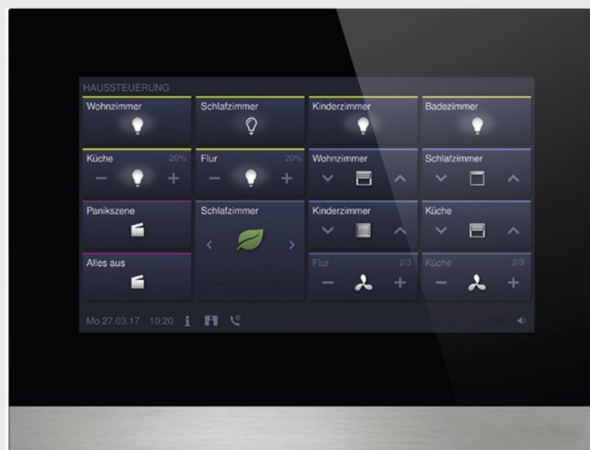 HAUSSTEUERUNG
Wohnzimmer Schlafzimmer Kinderzimmer Badezimmer
Küche 20% Flur 20% Wohnzimmer Schlafzimmer
Panikszene Schlafzimmer Kinderzimmer Küche
Alles aus Flur 2/3 Küche 2/3
Mo 27.03.17 10:20